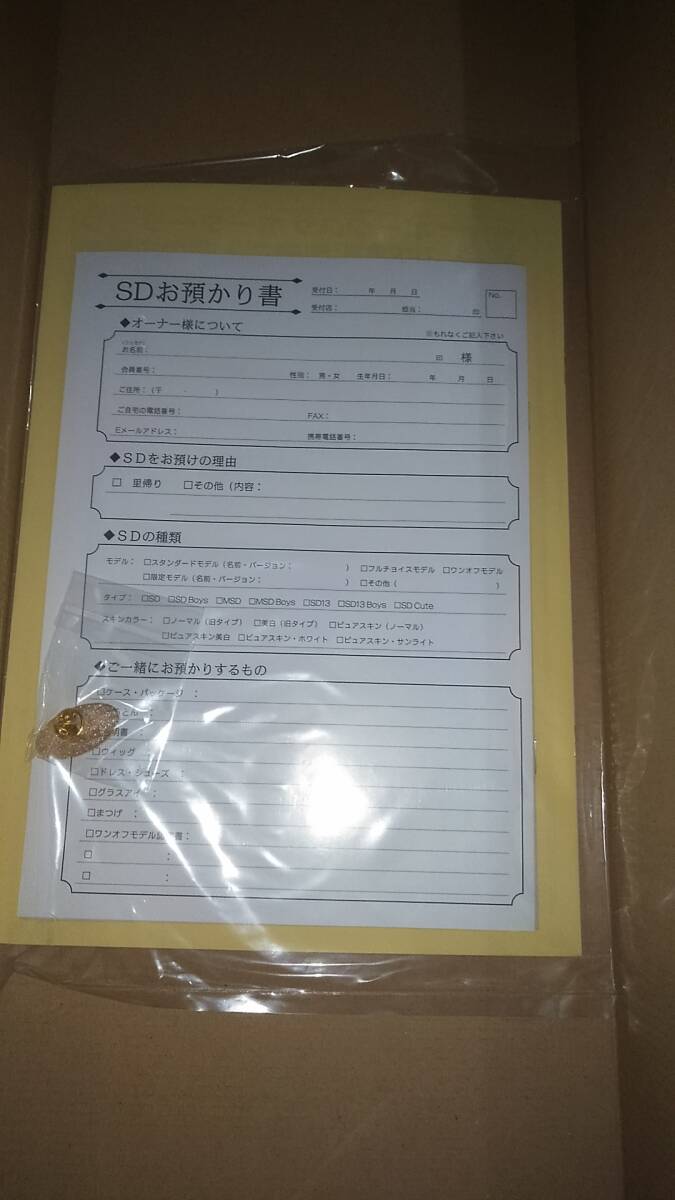 SDお預かり書
受付日： 年 月 日
受付店： 担当： 印
No.
◆オーナー様について
※もれなくご記入下さい
お名前： 印 様
会員番号： 性別： 男・女 生年月日： 年 月 日
ご住所：（〒 - ）
ご自宅の電話番号： FAX：
Eメールアドレス： 携帯電話番号：
◆SDをお預けの理由
□ 里帰り □その他（内容：
◆SDの種類
モデル： □スタンダードモデル（名前・バージョン： ） □フルチョイスモデル □ワンオフモデル
□限定モデル（名前・バージョン： ） □その他（ ）
タイプ： □SD □SD Boys □MSD □MSD Boys □SD13 □SD13 Boys □SD Cute
スキンカラー： □ノーマル（旧タイプ） □美白（旧タイプ） □ピュアスキン（ノーマル）
□ピュアスキン美白 □ピュアスキン・ホワイト □ピュアスキン・サンライト
◆ご一緒にお預かりするもの
□ケース・パッケージ ：
とん ：
明書 ：
□ウィッグ ：
□ドレス・シューズ ：
□グラスアイ ：
□まつげ ：
□ワンオフモデル 書：
□ ：
□ ：